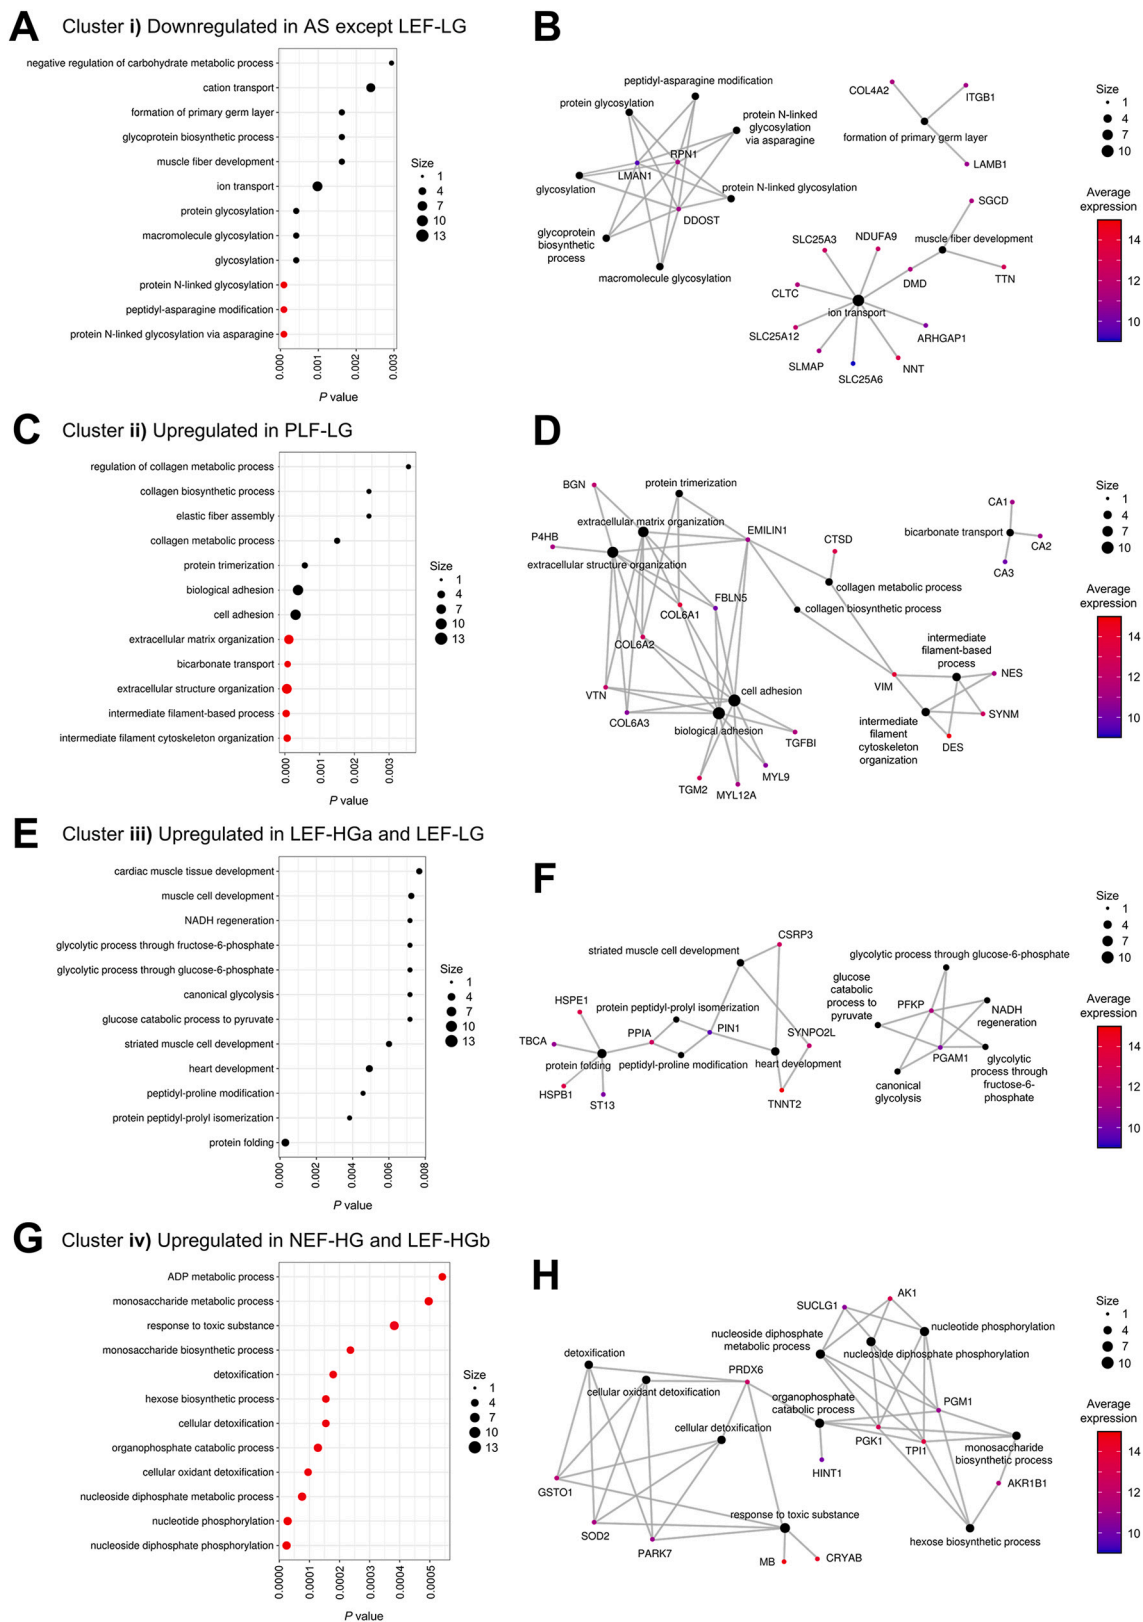 A Cluster i) Downregulated in AS except LEF-LG
negative regulation of carbohydrate metabolic process
cation transport
formation of primary germ layer
glycoprotein biosynthetic process
muscle fiber development
ion transport
protein glycosylation
macromolecule glycosylation
glycosylation
protein N-linked glycosylation
peptidyl-asparagine modification
protein N-linked glycosylation via asparagine
0.000
0.001
0.002
0.003
P value
Size
1
4
7
10
13
B
peptidyl-asparagine modification
protein glycosylation
protein N-linked
glycosylation
via asparagine
RPN1
LMAN1
glycosylation
protein N-linked glycosylation
DDOST
glycoprotein
biosynthetic
process
macromolecule glycosylation
COL4A2
ITGB1
formation of primary germ layer
LAMB1
SGCD
SLC25A3
NDUFA9
muscle fiber development
DMD
TTN
CLTC
ion transport
SLC25A12
ARHGAP1
SLMAP
SLC25A6
NNT
Size
1
4
7
10
Average
expression
14
12
10
C Cluster ii) Upregulated in PLF-LG
regulation of collagen metabolic process
collagen biosynthetic process
elastic fiber assembly
collagen metabolic process
protein trimerization
biological adhesion
cell adhesion
extracellular matrix organization
bicarbonate transport
extracellular structure organization
intermediate filament-based process
intermediate filament cytoskeleton organization
0.000
0.001
0.002
0.003
P value
Size
1
4
7
10
13
D
BGN
protein trimerization
extracellular matrix organization
P4HB
EMILIN1
extracellular structure organization
CTSD
collagen metabolic process
FBLN5
COL6A1
collagen biosynthetic process
COL6A2
CA1
bicarbonate transport
CA2
CA3
intermediate
filament-based
process
VTN
cell adhesion
VIM
NES
COL6A3
biological adhesion
SYNM
intermediate
filament
cytoskeleton
organization
DES
TGFBI
MYL9
TGM2
MYL12A
Size
1
4
7
10
Average
expression
14
12
10
E Cluster iii) Upregulated in LEF-HGa and LEF-LG
cardiac muscle tissue development
muscle cell development
NADH regeneration
glycolytic process through fructose-6-phosphate
glycolytic process through glucose-6-phosphate
canonical glycolysis
glucose catabolic process to pyruvate
striated muscle cell development
heart development
peptidyl-proline modification
protein peptidyl-prolyl isomerization
protein folding
0.000
0.002
0.004
0.006
0.008
P value
Size
1
4
7
10
13
F
CSRP3
striated muscle cell development
HSPE1
protein peptidyl-prolyl isomerization
PPIA
PIN1
SYNPO2L
TBCA
protein folding
peptidyl-proline modification
heart development
HSPB1
ST13
TNNT2
glycolytic process through glucose-6-phosphate
glucose
catabolic
process to
pyruvate
PFKP
NADH
regeneration
PGAM1
canonical
glycolysis
glycolytic
process through
fructose-6-
phosphate
Size
1
4
7
10
Average
expression
14
12
10
G Cluster iv) Upregulated in NEF-HG and LEF-HGb
ADP metabolic process
monosaccharide metabolic process
response to toxic substance
monosaccharide biosynthetic process
detoxification
hexose biosynthetic process
cellular detoxification
organophosphate catabolic process
cellular oxidant detoxification
nucleoside diphosphate metabolic process
nucleotide phosphorylation
nucleoside diphosphate phosphorylation
0.0000
0.0001
0.0002
0.0003
0.0004
0.0005
P value
Size
1
4
7
10
13
H
SUCLG1
AK1
nucleotide phosphorylation
nucleoside diphosphate
metabolic process
nucleoside diphosphate phosphorylation
detoxification
PRDX6
cellular oxidant detoxification
organophosphate
catabolic process
PGM1
cellular detoxification
PGK1
TPI1
monosaccharide
biosynthetic process
HINT1
AKR1B1
GSTO1
response to toxic substance
SOD2
PARK7
MB
CRYAB
hexose biosynthetic process
Size
1
4
7
10
Average
expression
14
12
10